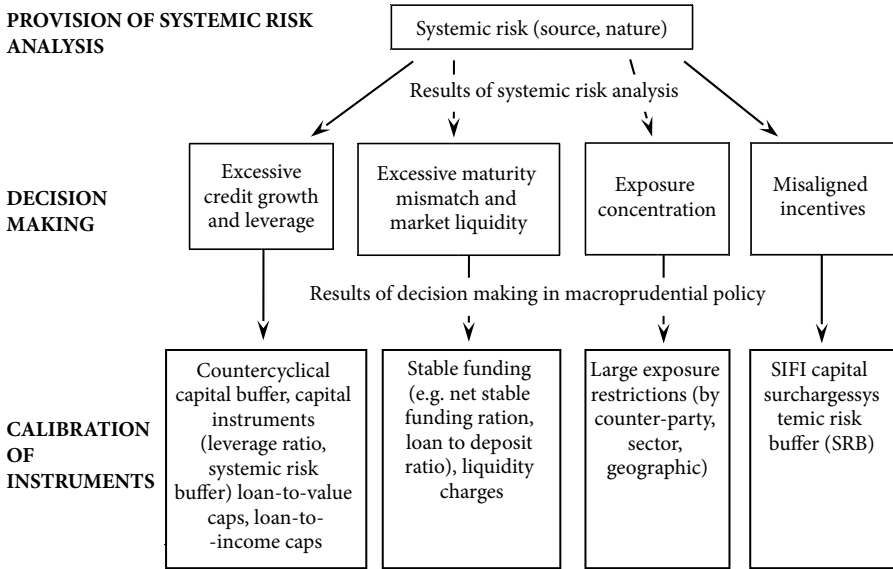 PROVISION OF SYSTEMIC RISK
ANALYSIS
Systemic risk (source, nature)
Results of systemic risk analysis
DECISION
MAKING
Excessive
credit growth
and leverage
Excessive maturity
mismatch and
market liquidity
Exposure
concentration
Misaligned
incentives
Results of decision making in macroprudential policy
CALIBRATION
OF
INSTRUMENTS
Countercyclical
capital buffer, capital
instruments
(leverage ratio,
systemic risk
buffer) loan-to-value
caps, loan-to-
-income caps
Stable funding
(e.g. net stable
funding ration,
loan to deposit
ratio), liquidity
charges
Large exposure
restrictions (by
counter-party,
sector,
geographic)
SIFI capital
surchargessys
temic risk
buffer (SRB)